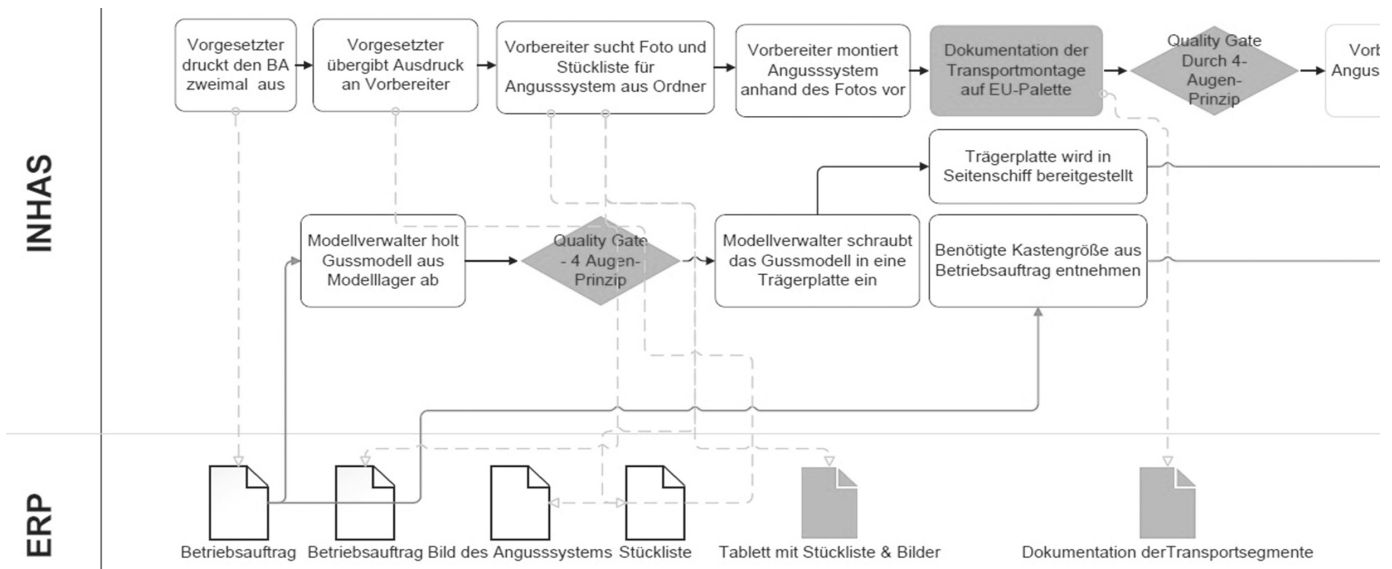 INHAS
Vorgesetzter
druckt den BA
zweimal aus
Vorgesetzter
übergibt Ausdruck
an Vorbereiter
Vorbereiter sucht Foto und
Stückliste für
Angusssystem aus Ordner
Vorbereiter montiert
Angusssystem
anhand des Fotos vor
Dokumentation der
Transportmontage
auf EU-Palette
Quality Gate
Durch 4-
Augen-
Prinzip
Vorb
Anguss
Trägerplatte wird in
Seitenschiff bereitgestellt
Modellverwalter holt
Gussmodell aus
Modelllager ab
Quality Gate
- 4 Augen-
Prinzip
Modellverwalter schraubt
das Gussmodell in eine
Trägerplatte ein
Benötigte Kastengröße aus
Betriebsauftrag entnehmen
ERP
Betriebsauftrag
Betriebsauftrag
Bild des Angusssystems
Stückliste
Tablett mit Stückliste & Bilder
Dokumentation derTransportsegmente